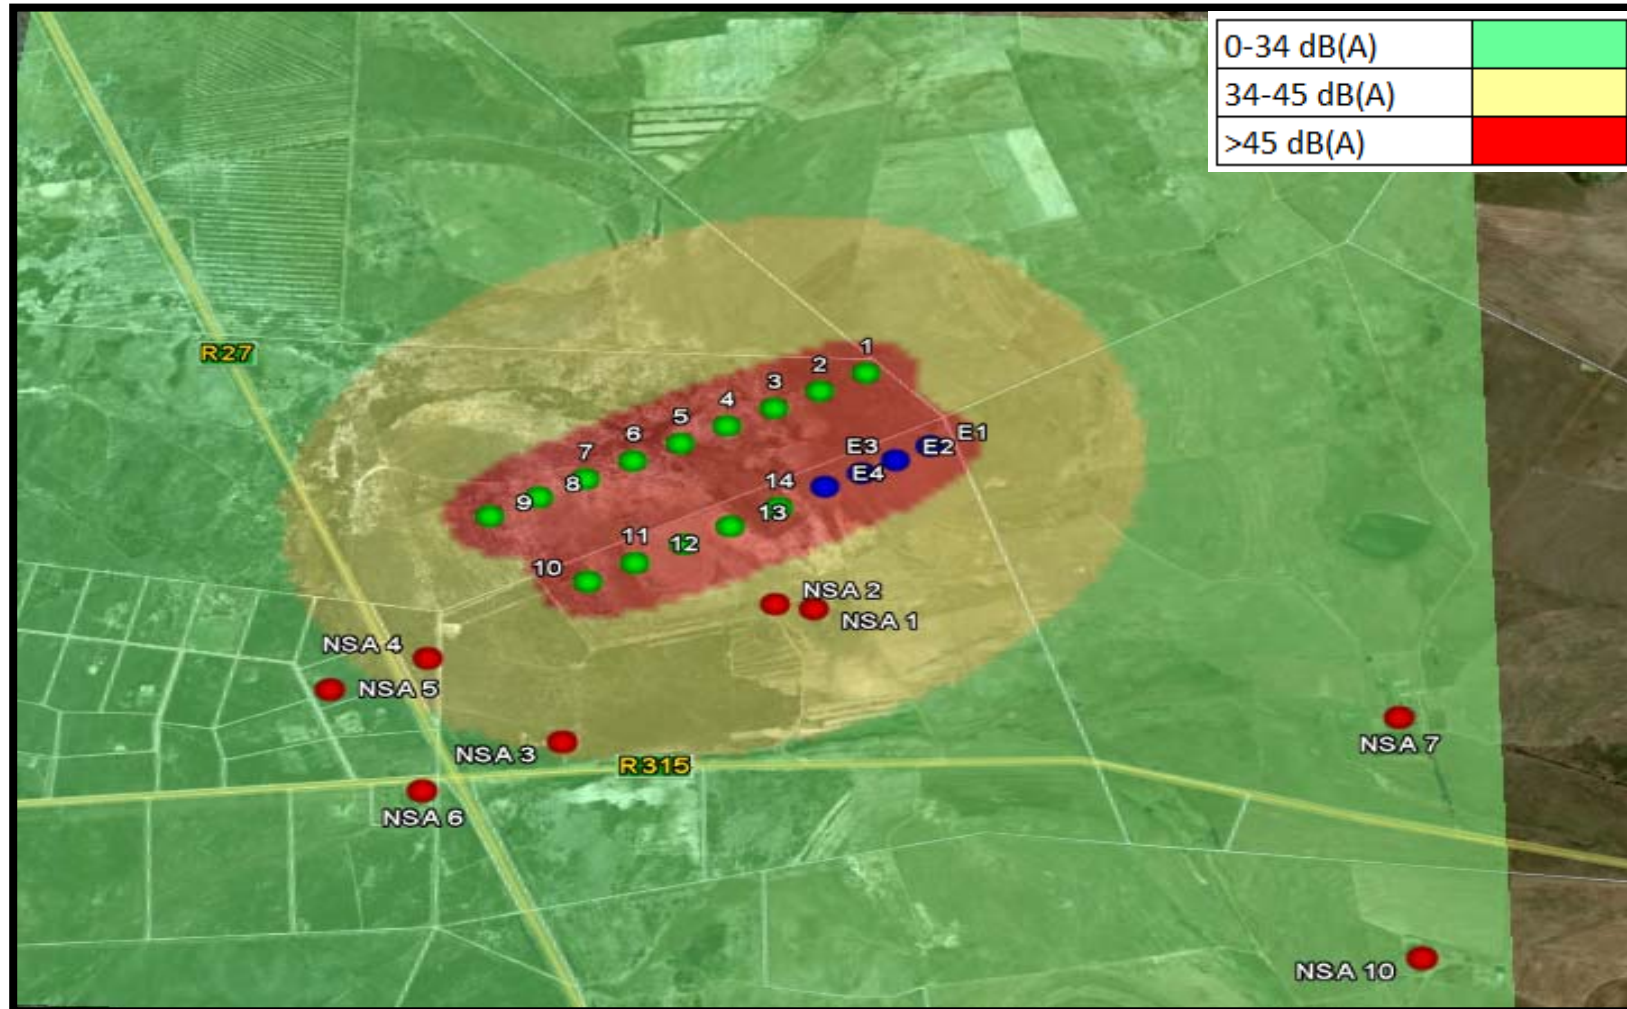 0-34 dB(A)
34-45 dB(A)
>45 dB(A)
R27
1
2
3
4
5
6
7
8
9
E1
E2
E3
E4
14
13
12
11
10
NSA 2
NSA 1
NSA 4
NSA 5
NSA 3
R315
NSA 6
NSA 7
NSA 10